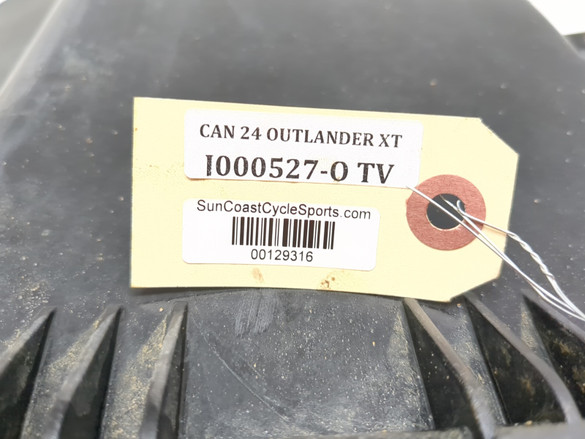 CAN 24 OUTLANDER XT
I000527-O TV
SunCoastCycleSports.com
00129316